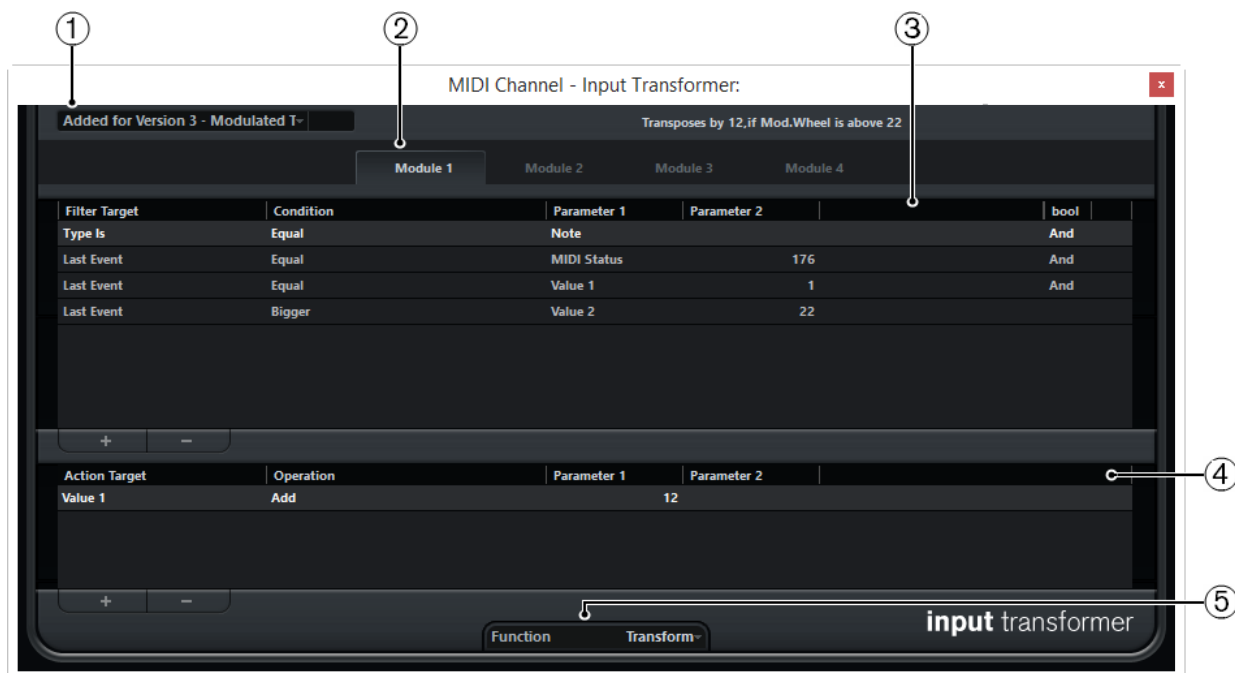 1 2 3
MIDI Channel - Input Transformer:
x
Added for Version 3 - Modulated T
Transposes by 12,if Mod.Wheel is above 22
Module 1 Module 2 Module 3 Module 4
Filter Target Condition Parameter 1 Parameter 2 bool
Type Is Equal Note And
Last Event Equal MIDI Status 176 And
Last Event Equal Value 1 1 And
Last Event Bigger Value 2 22
+ −
Action Target Operation Parameter 1 Parameter 2
4
Value 1 Add 12
+ −
5
input transformer
Function Transform